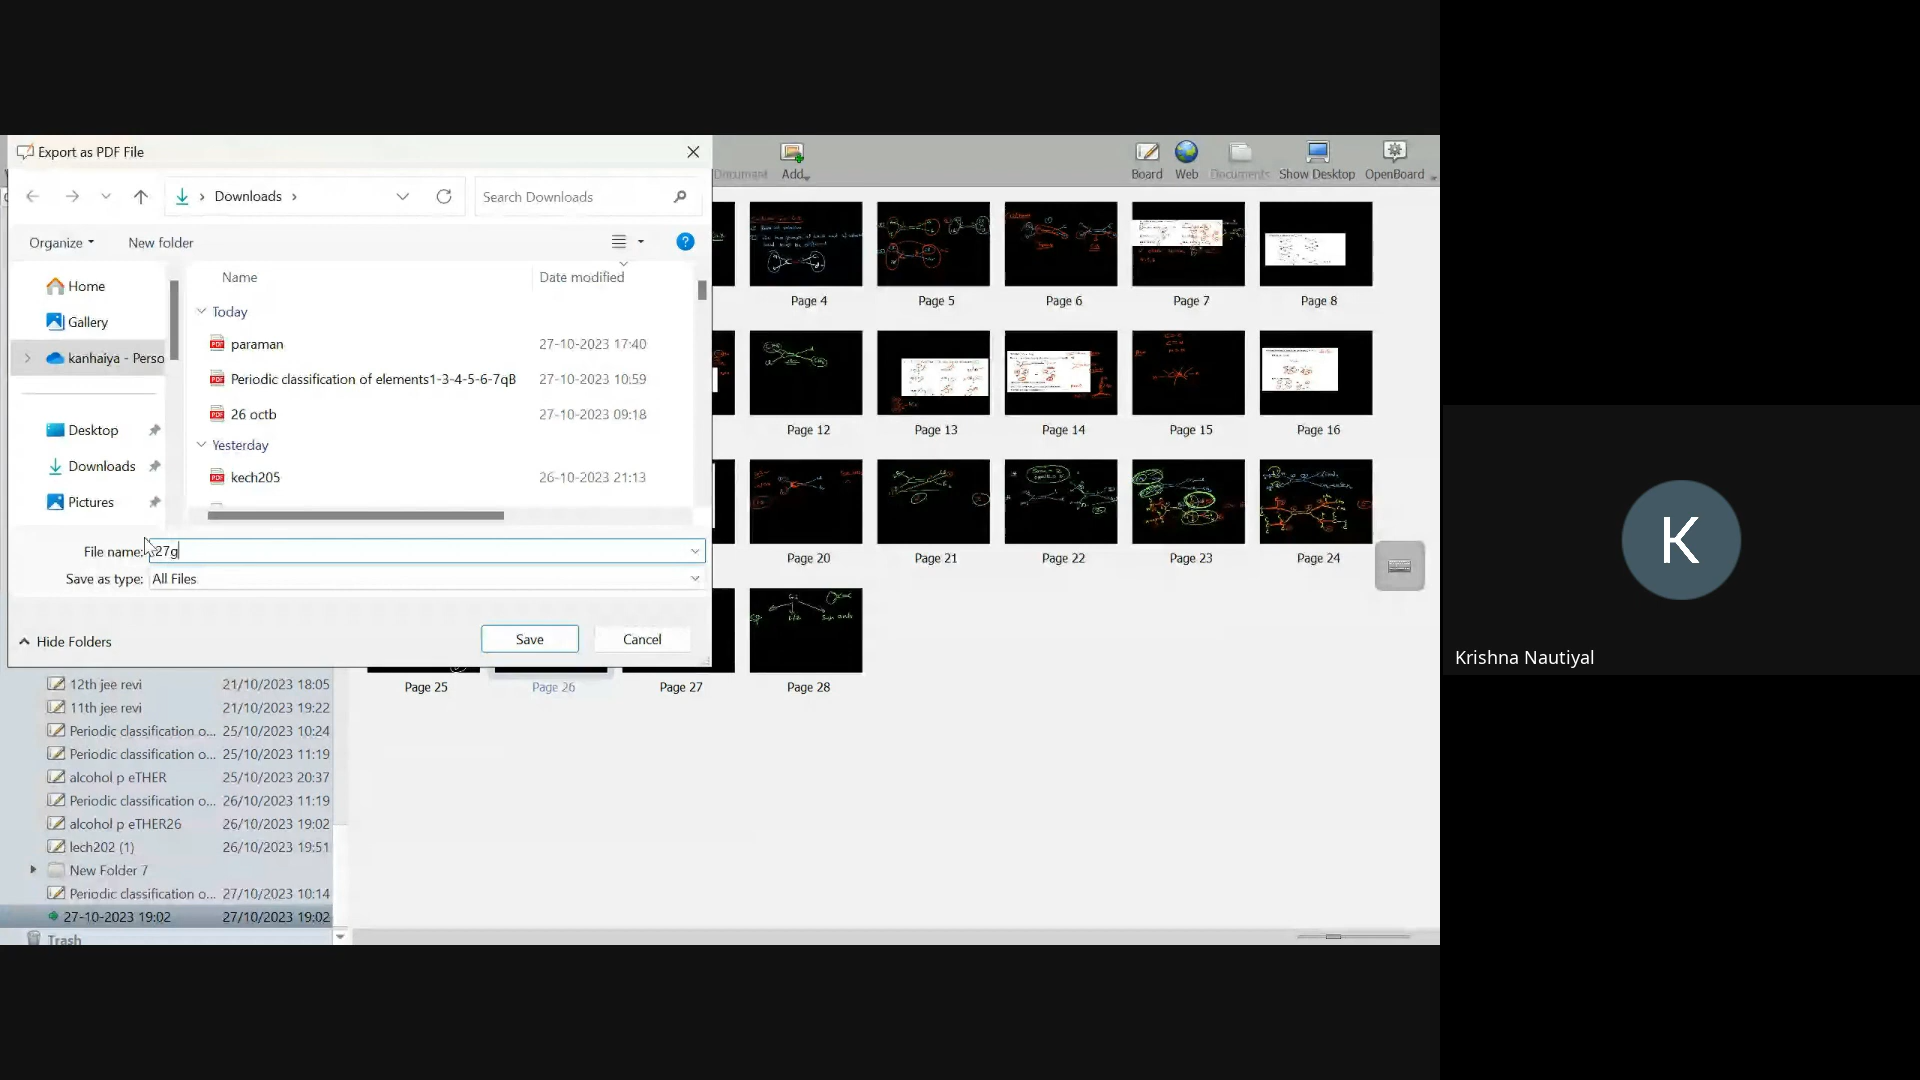 Export as PDF File
Downloads
Search Downloads
Organize
New folder
Home
Gallery
kanhaiya - Perso
Desktop
Downloads
Pictures
Name
Date modified
Today
paraman 27-10-2023 17:40
Periodic classification of elements1-3-4-5-6-7qB 27-10-2023 10:59
26 octb 27-10-2023 09:18
Yesterday
kech205 26-10-2023 21:13
File name: 27g
Save as type: All Files
Hide Folders
Save
Cancel
Document
Add
Board
Web
Documents
Show Desktop
OpenBoard
Page 4
Page 5
Page 6
Page 7
Page 8
Page 12
Page 13
Page 14
Page 15
Page 16
Page 20
Page 21
Page 22
Page 23
Page 24
Page 25
Page 26
Page 27
Page 28
12th jee revi 21/10/2023 18:05
11th jee revi 21/10/2023 19:22
Periodic classification o... 25/10/2023 10:24
Periodic classification o... 25/10/2023 11:19
alcohol p eTHER 25/10/2023 20:37
Periodic classification o... 26/10/2023 11:19
alcohol p eTHER26 26/10/2023 19:02
lech202 (1) 26/10/2023 19:51
New Folder 7
Periodic classification o... 27/10/2023 10:14
27-10-2023 19:02 27/10/2023 19:02
Trash
K
Krishna Nautiyal